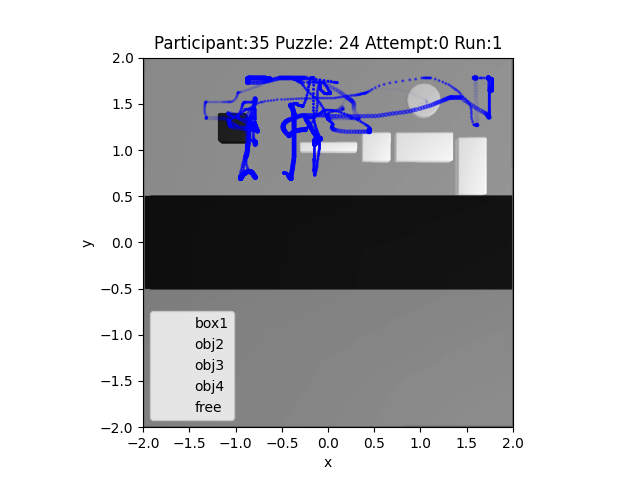 Participant:35 Puzzle: 24 Attempt:0 Run:1
2.0
1.5
1.0
0.5
0.0
−0.5
−1.0
−1.5
−2.0
y
box1
obj2
obj3
obj4
free
−2.0 −1.5 −1.0 −0.5 0.0 0.5 1.0 1.5 2.0
x